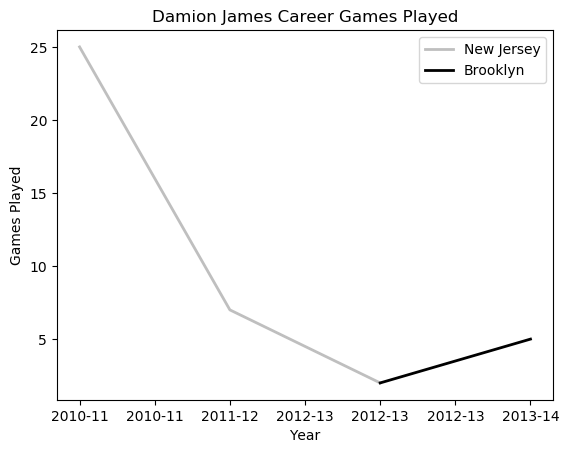 Damion James Career Games Played
New Jersey
Brooklyn
25
20
15
10
5
Games Played
2010-11 2010-11 2011-12 2012-13 2012-13 2012-13 2013-14
Year